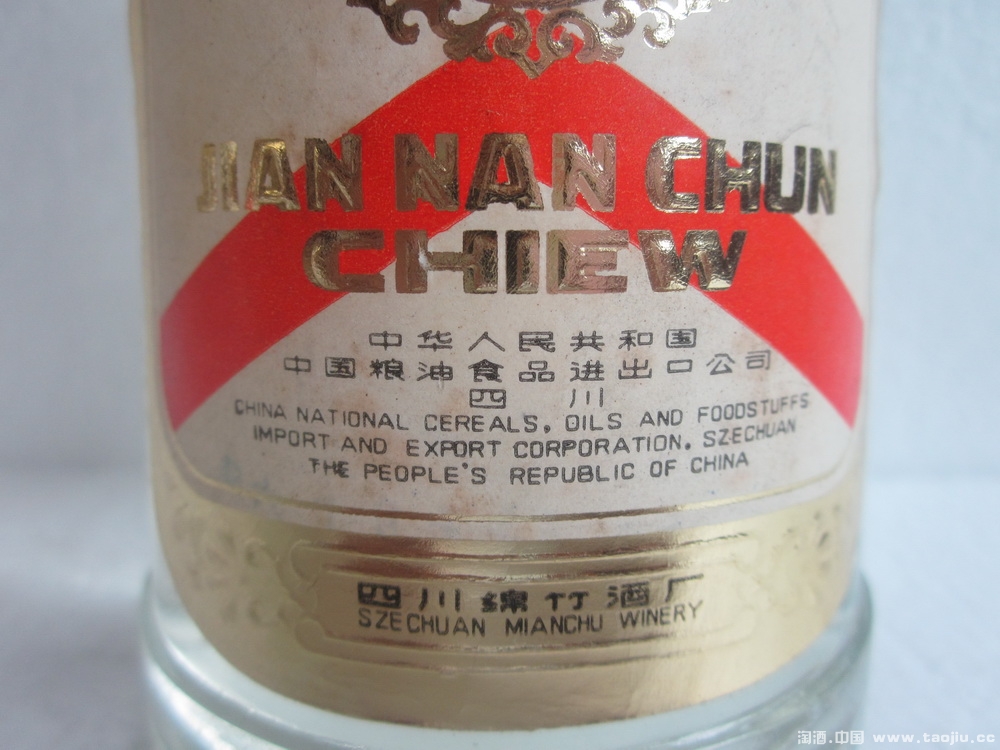 JIAN NAN CHUN
CHIEW
中华人民共和国
中国粮油食品进出口公司
四川
CHINA NATIONAL CEREALS, OILS AND FOODSTUFFS
IMPORT AND EXPORT CORPORATION. SZECHUAN
THE PEOPLE'S REPUBLIC OF CHINA
四川绵竹酒厂
SZECHUAN MIANCHU WINERY
淘酒.中国 www.taojiu.cc